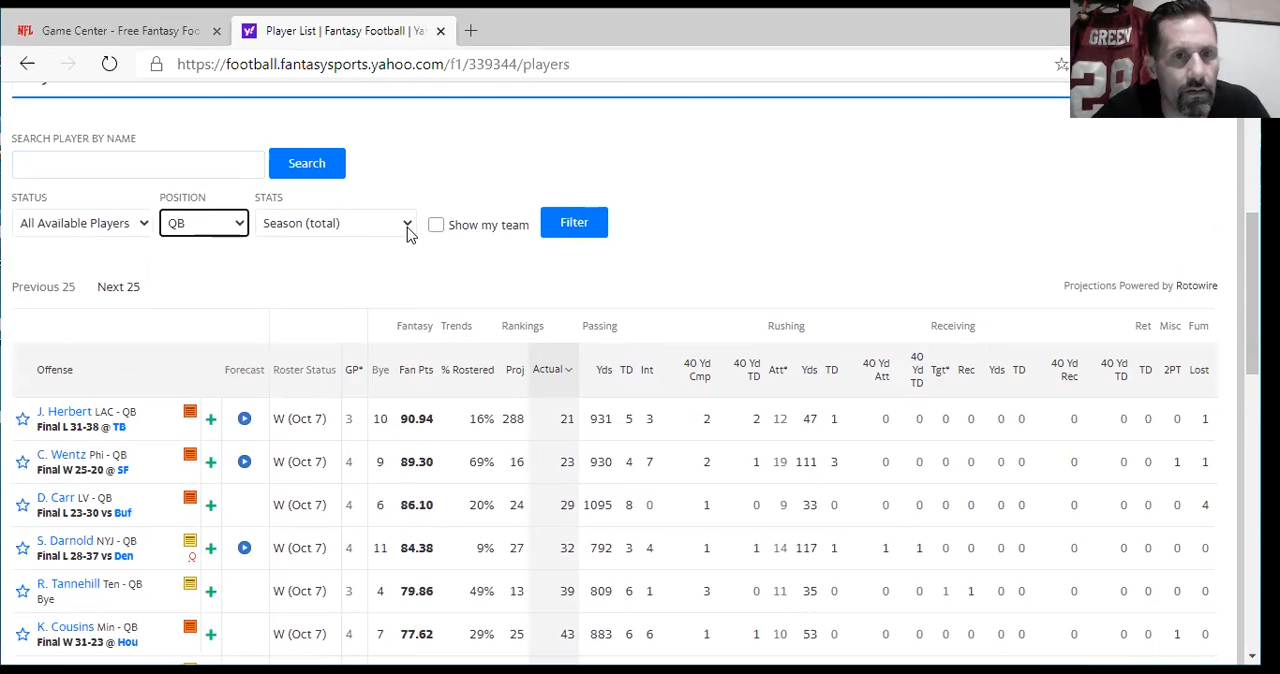 Game Center - Free Fantasy Foo
Player List | Fantasy Football | Ya
https://football.fantasysports.yahoo.com/f1/339344/players
GREEN
28
SEARCH PLAYER BY NAME
Search
STATUS POSITION STATS
All Available Players QB Season (total) Show my team Filter
Previous 25 Next 25 Projections Powered by Rotowire
Fantasy Trends Rankings Passing Rushing Receiving Ret Misc Fum
Offense Forecast Roster Status GP* Bye Fan Pts % Rostered Proj Actual Yds TD Int 40 Yd Cmp 40 Yd TD Att* Yds TD 40 Yd Att 40 Yd TD Tgt* Rec Yds TD 40 Yd Rec 40 Yd TD TD 2PT Lost
J. Herbert LAC - QB W (Oct 7) 3 10 90.94 16% 288 21 931 5 3 2 2 12 47 1 0 0 0 0 0 0 0 0 0 0 1
Final L 31-38 @ TB
C. Wentz Phi - QB W (Oct 7) 4 9 89.30 69% 16 23 930 4 7 2 1 19 111 3 0 0 0 0 0 0 0 0 0 1 1
Final W 25-20 @ SF
D. Carr LV - QB W (Oct 7) 4 6 86.10 20% 24 29 1095 8 0 1 0 9 33 0 0 0 0 0 0 0 0 0 0 0 4
Final L 23-30 vs Buf
S. Darnold NYJ - QB W (Oct 7) 4 11 84.38 9% 27 32 792 3 4 1 1 14 117 1 1 1 0 0 0 0 0 0 0 0 0
Final L 28-37 vs Den Q
R. Tannehill Ten - QB W (Oct 7) 3 4 79.86 49% 13 39 809 6 1 3 0 11 35 0 0 0 1 1 0 0 0 0 0 0 0
Bye
K. Cousins Min - QB W (Oct 7) 4 7 77.62 29% 25 43 883 6 6 1 1 10 53 0 0 0 0 0 0 0 0 0 0 1 0
Final W 31-23 @ Hou